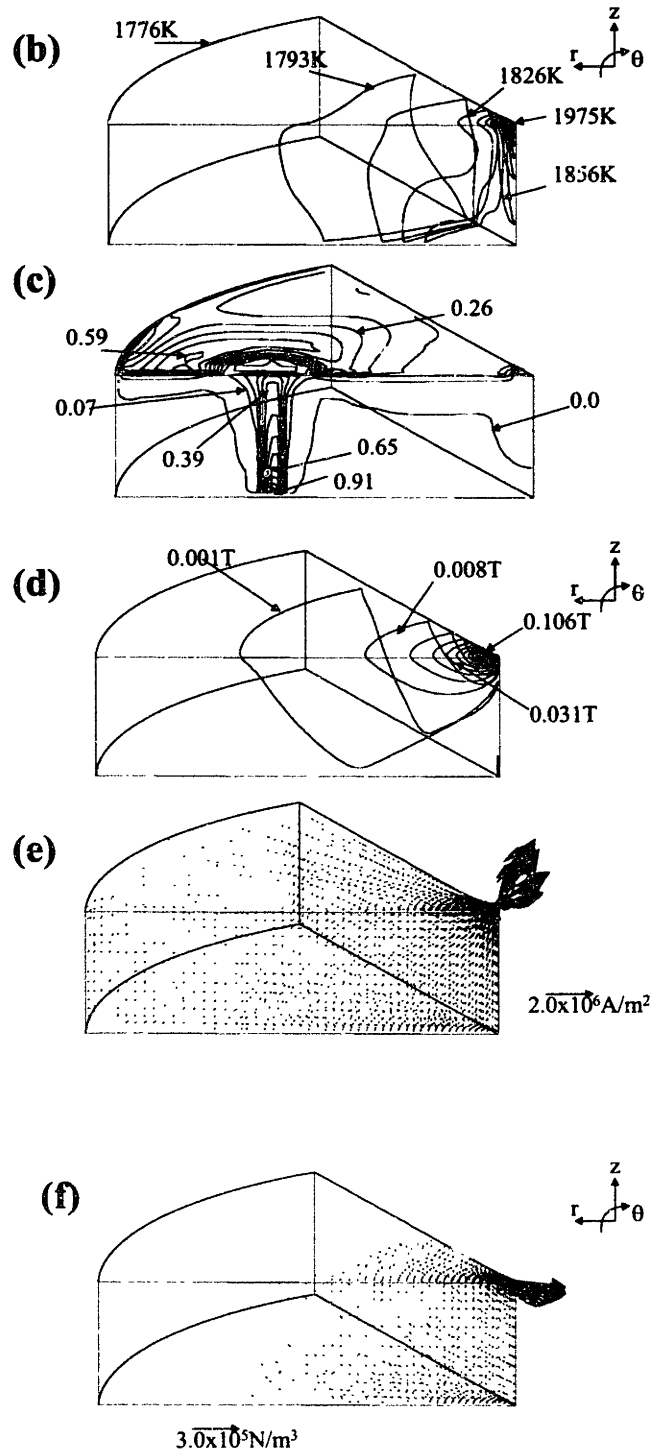 (b)
1776K
1793K
1826K
1975K
1856K
z
r
θ
(c)
0.59
0.26
0.07
0.39
0.65
0.91
0.0
(d)
0.001T
0.008T
0.106T
0.031T
z
r
θ
(e)
2.0x10⁶A/m²
(f)
z
r
θ
3.0x10⁵N/m³